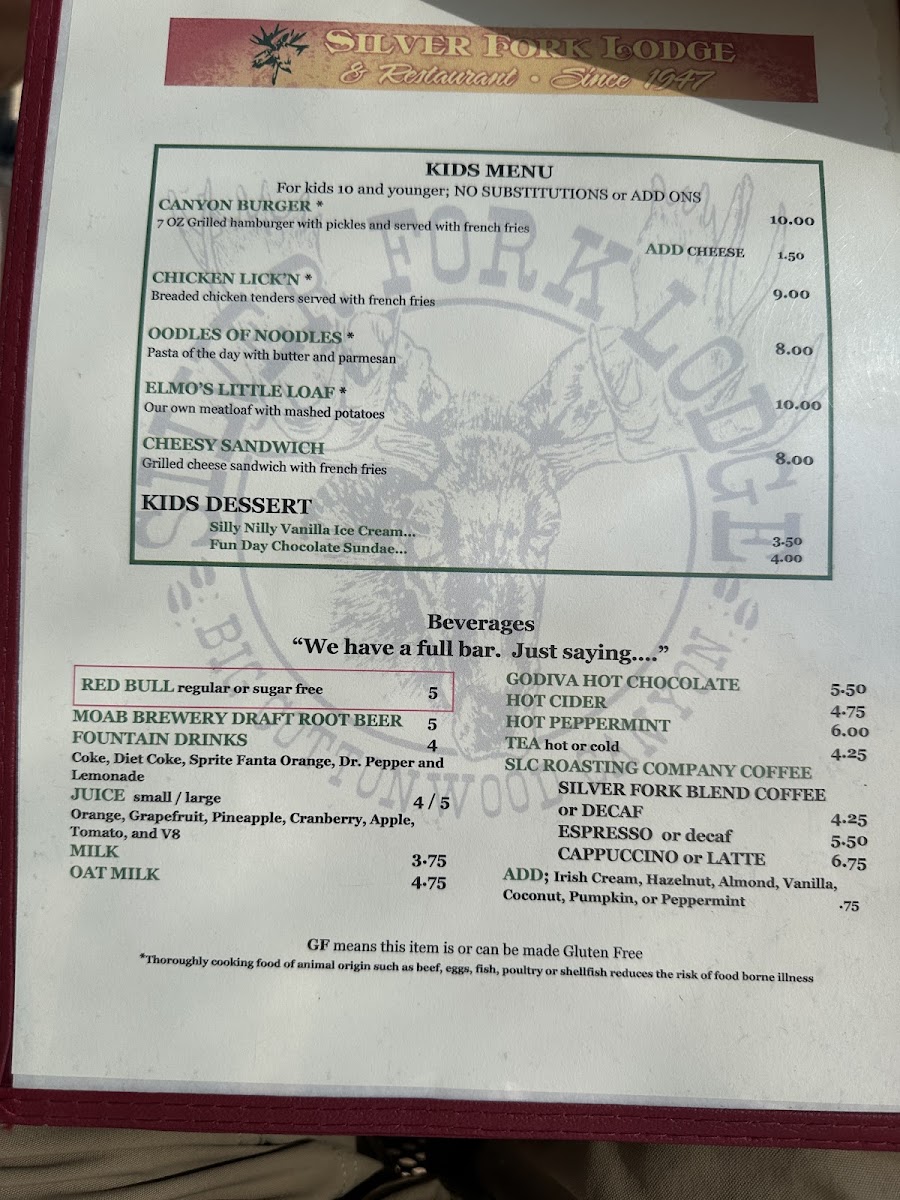 SILVER FORK LODGE
& Restaurant • Since 1947
KIDS MENU
For kids 10 and younger; NO SUBSTITUTIONS or ADD ONS
CANYON BURGER * 10.00
7 OZ Grilled hamburger with pickles and served with french fries
ADD CHEESE 1.50
CHICKEN LICK'N * 9.00
Breaded chicken tenders served with french fries
OODLES OF NOODLES * 8.00
Pasta of the day with butter and parmesan
ELMO'S LITTLE LOAF * 10.00
Our own meatloaf with mashed potatoes
CHEESY SANDWICH 8.00
Grilled cheese sandwich with french fries
KIDS DESSERT
Silly Nilly Vanilla Ice Cream... 3.50
Fun Day Chocolate Sundae... 4.00
SILVER FORK LODGE
BIG COTTONWOOD CANYON
Beverages
“We have a full bar. Just saying....”
RED BULL regular or sugar free 5
MOAB BREWERY DRAFT ROOT BEER 5
FOUNTAIN DRINKS 4
Coke, Diet Coke, Sprite Fanta Orange, Dr. Pepper and
Lemonade
JUICE small / large 4 / 5
Orange, Grapefruit, Pineapple, Cranberry, Apple,
Tomato, and V8
MILK 3.75
OAT MILK 4.75
GODIVA HOT CHOCOLATE 5.50
HOT CIDER 4.75
HOT PEPPERMINT 6.00
TEA hot or cold 4.25
SLC ROASTING COMPANY COFFEE
SILVER FORK BLEND COFFEE
or DECAF 4.25
ESPRESSO or decaf 5.50
CAPPUCCINO or LATTE 6.75
ADD; Irish Cream, Hazelnut, Almond, Vanilla,
Coconut, Pumpkin, or Peppermint .75
GF means this item is or can be made Gluten Free
*Thoroughly cooking food of animal origin such as beef, eggs, fish, poultry or shellfish reduces the risk of food borne illness